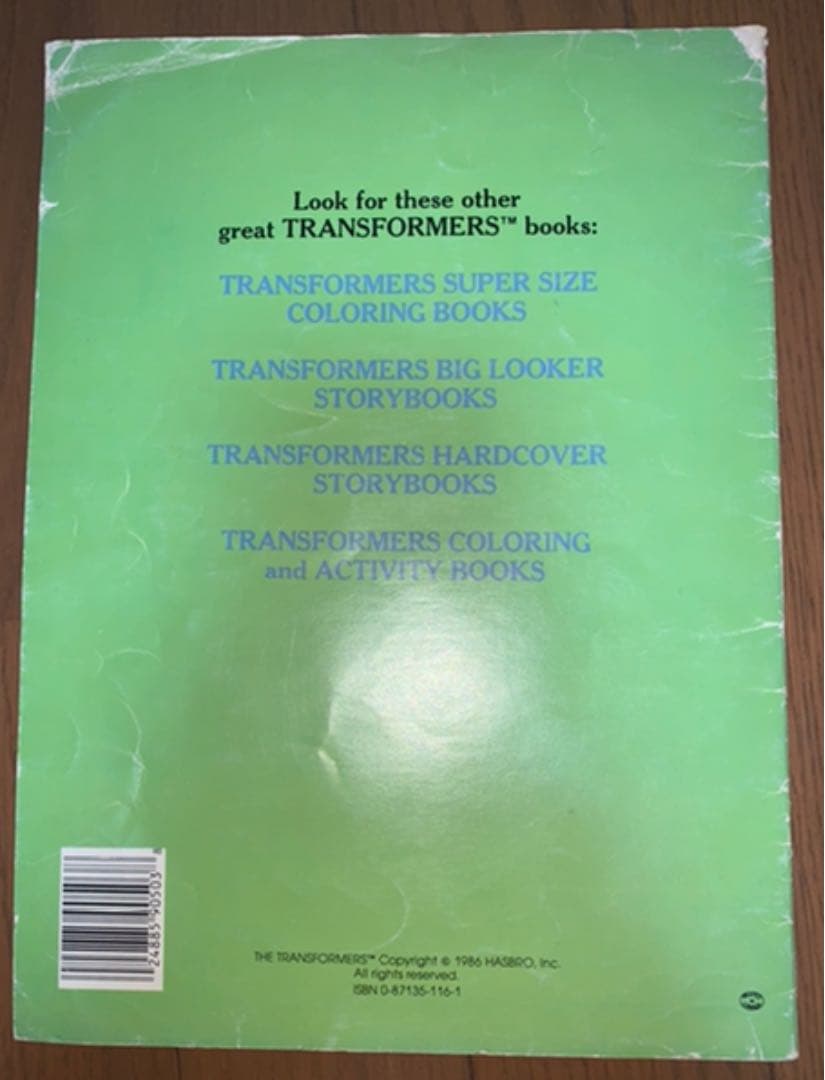 Look for these other
great TRANSFORMERS™ books:
TRANSFORMERS SUPER SIZE
COLORING BOOKS
TRANSFORMERS BIG LOOKER
STORYBOOKS
TRANSFORMERS HARDCOVER
STORYBOOKS
TRANSFORMERS COLORING
and ACTIVITY BOOKS
24885 90503
THE TRANSFORMERS™ Copyright © 1986 HASBRO, Inc.
All rights reserved.
ISBN 0-87135-116-1